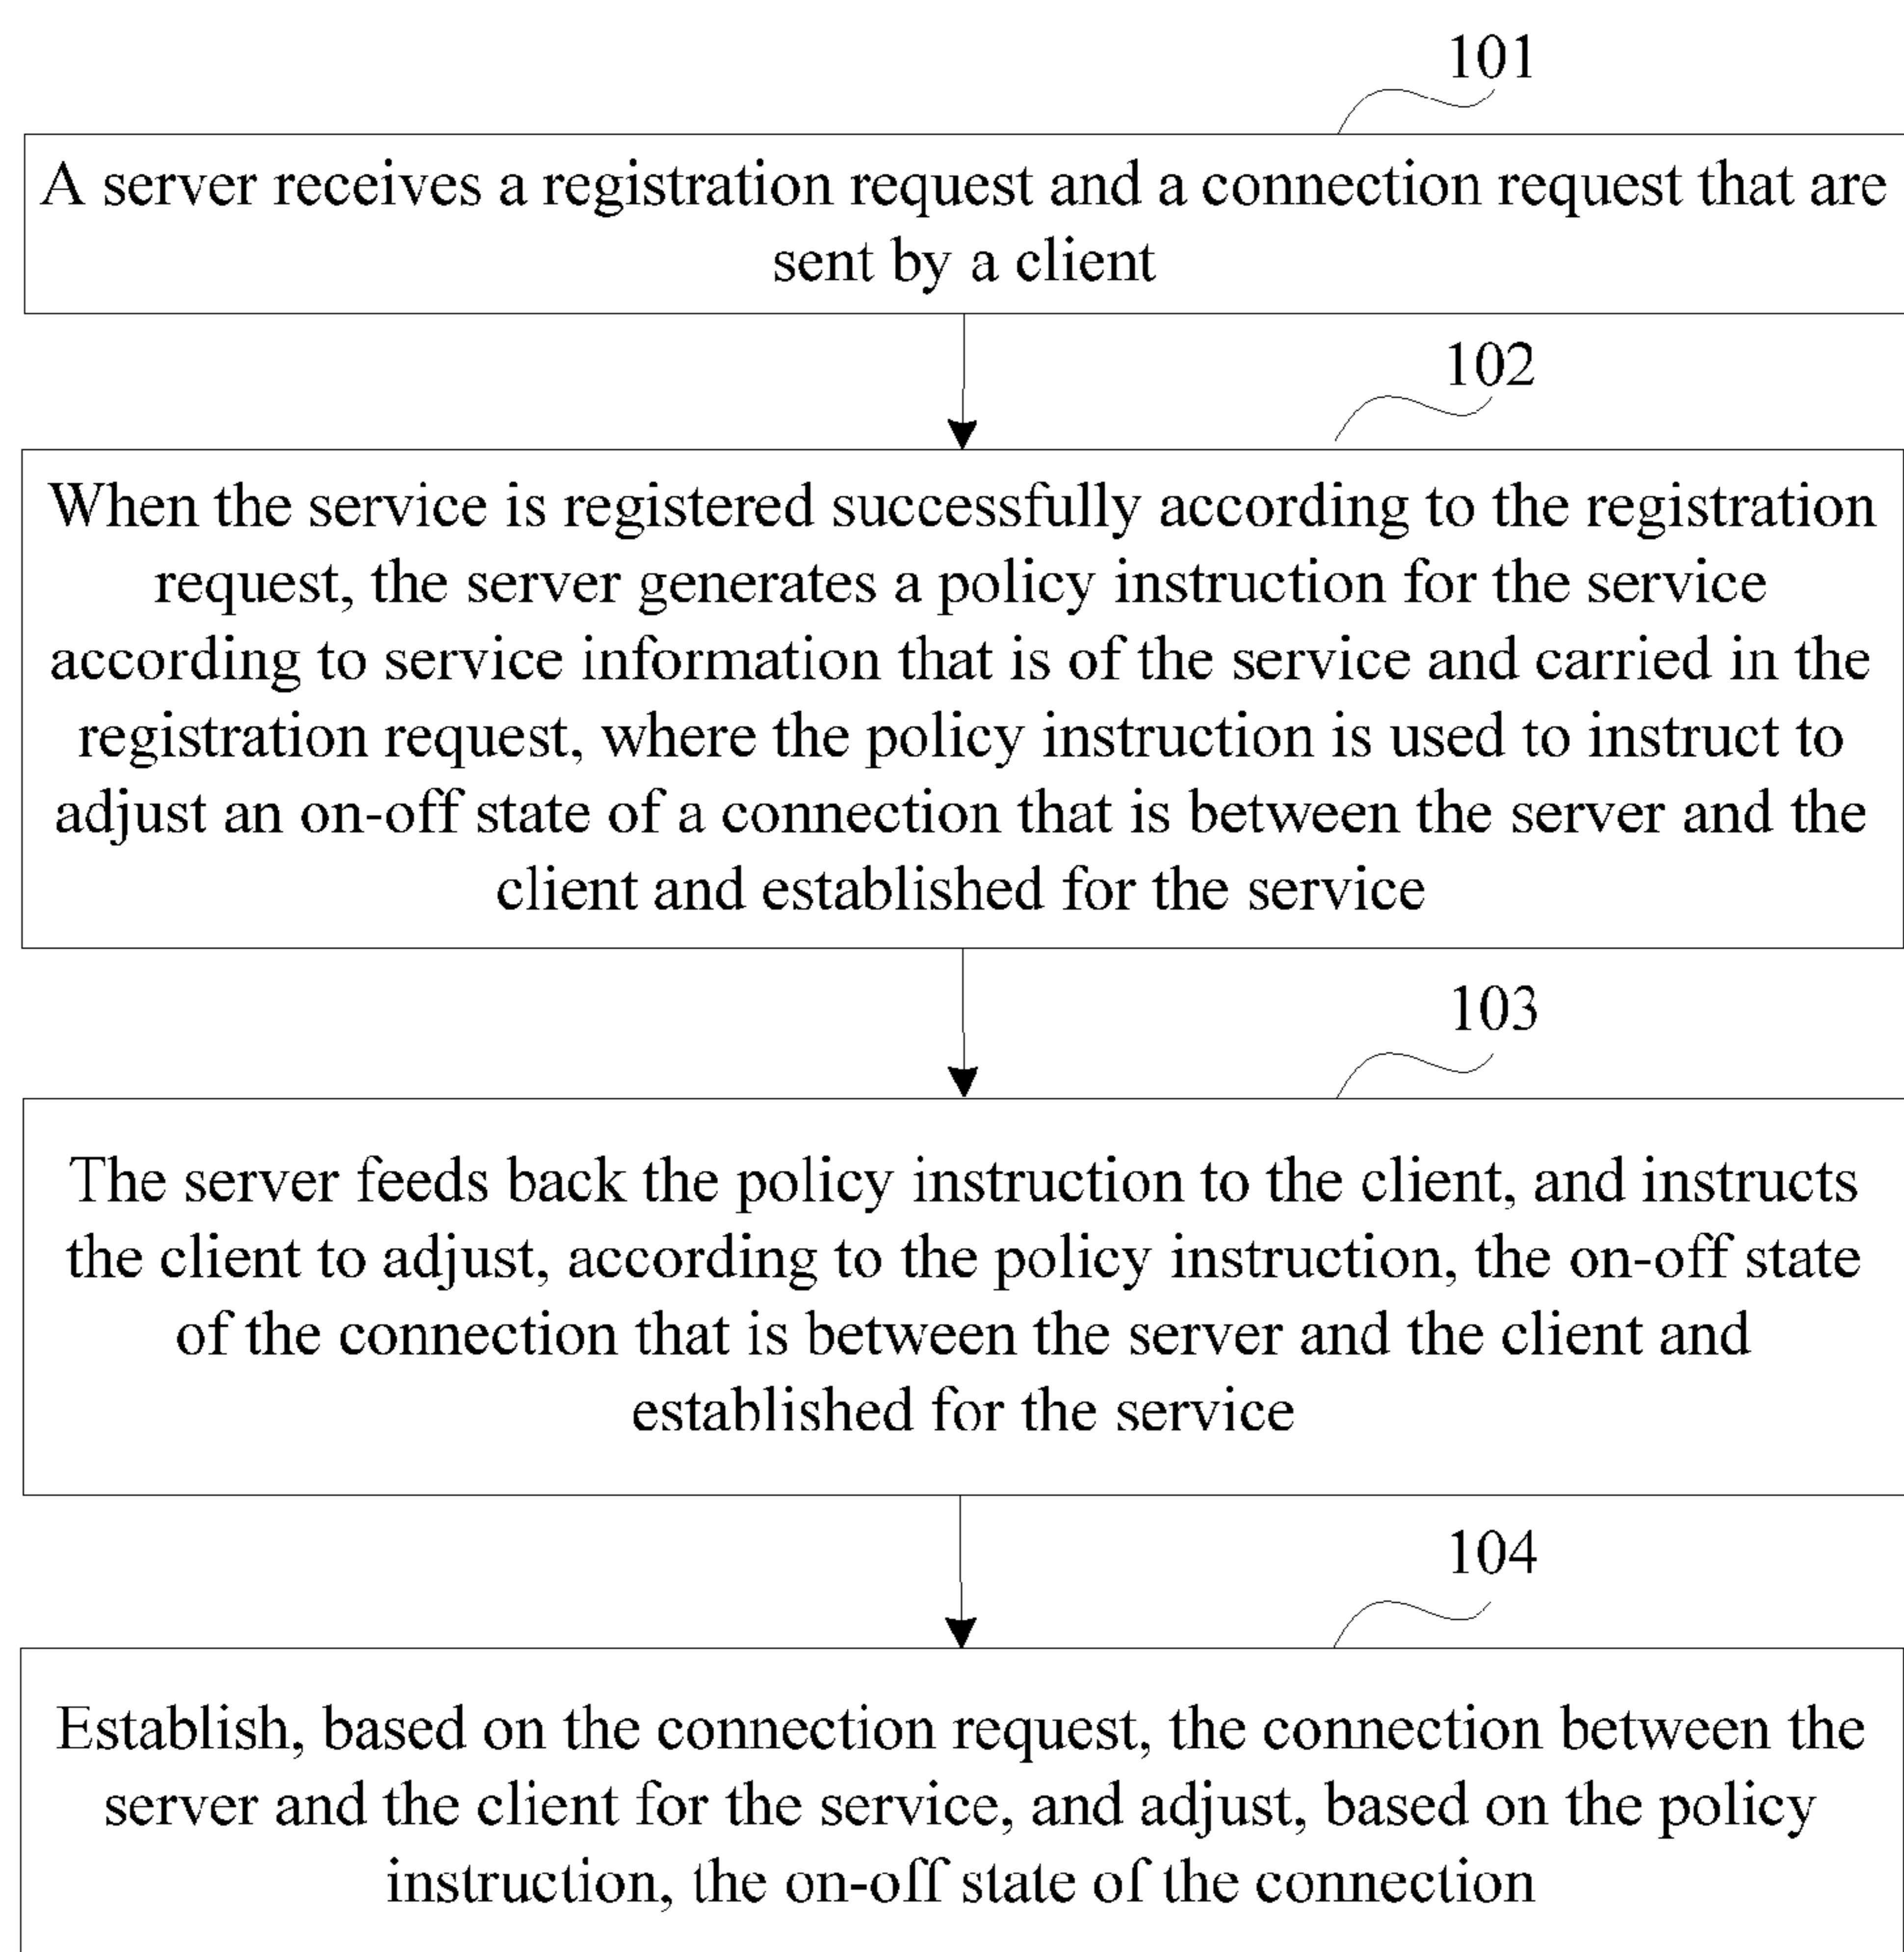 101
A server receives a registration request and a connection request that are
sent by a client
102
When the service is registered successfully according to the registration
request, the server generates a policy instruction for the service
according to service information that is of the service and carried in the
registration request, where the policy instruction is used to instruct to
adjust an on-off state of a connection that is between the server and the
client and established for the service
103
The server feeds back the policy instruction to the client, and instructs
the client to adjust, according to the policy instruction, the on-off state
of the connection that is between the server and the client and
established for the service
104
Establish, based on the connection request, the connection between the
server and the client for the service, and adjust, based on the policy
instruction, the on-off state of the connection